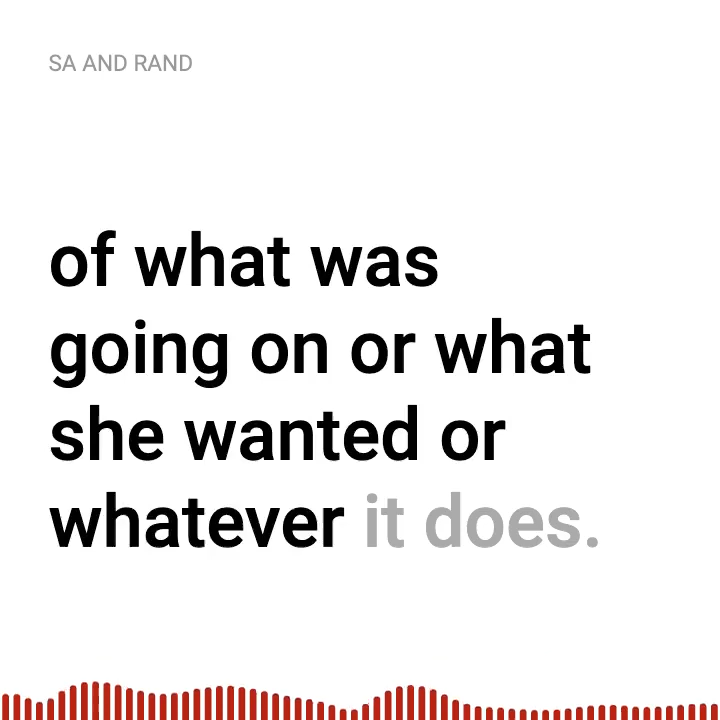 SA AND RAND
of what was
going on or what
she wanted or
whatever it does.